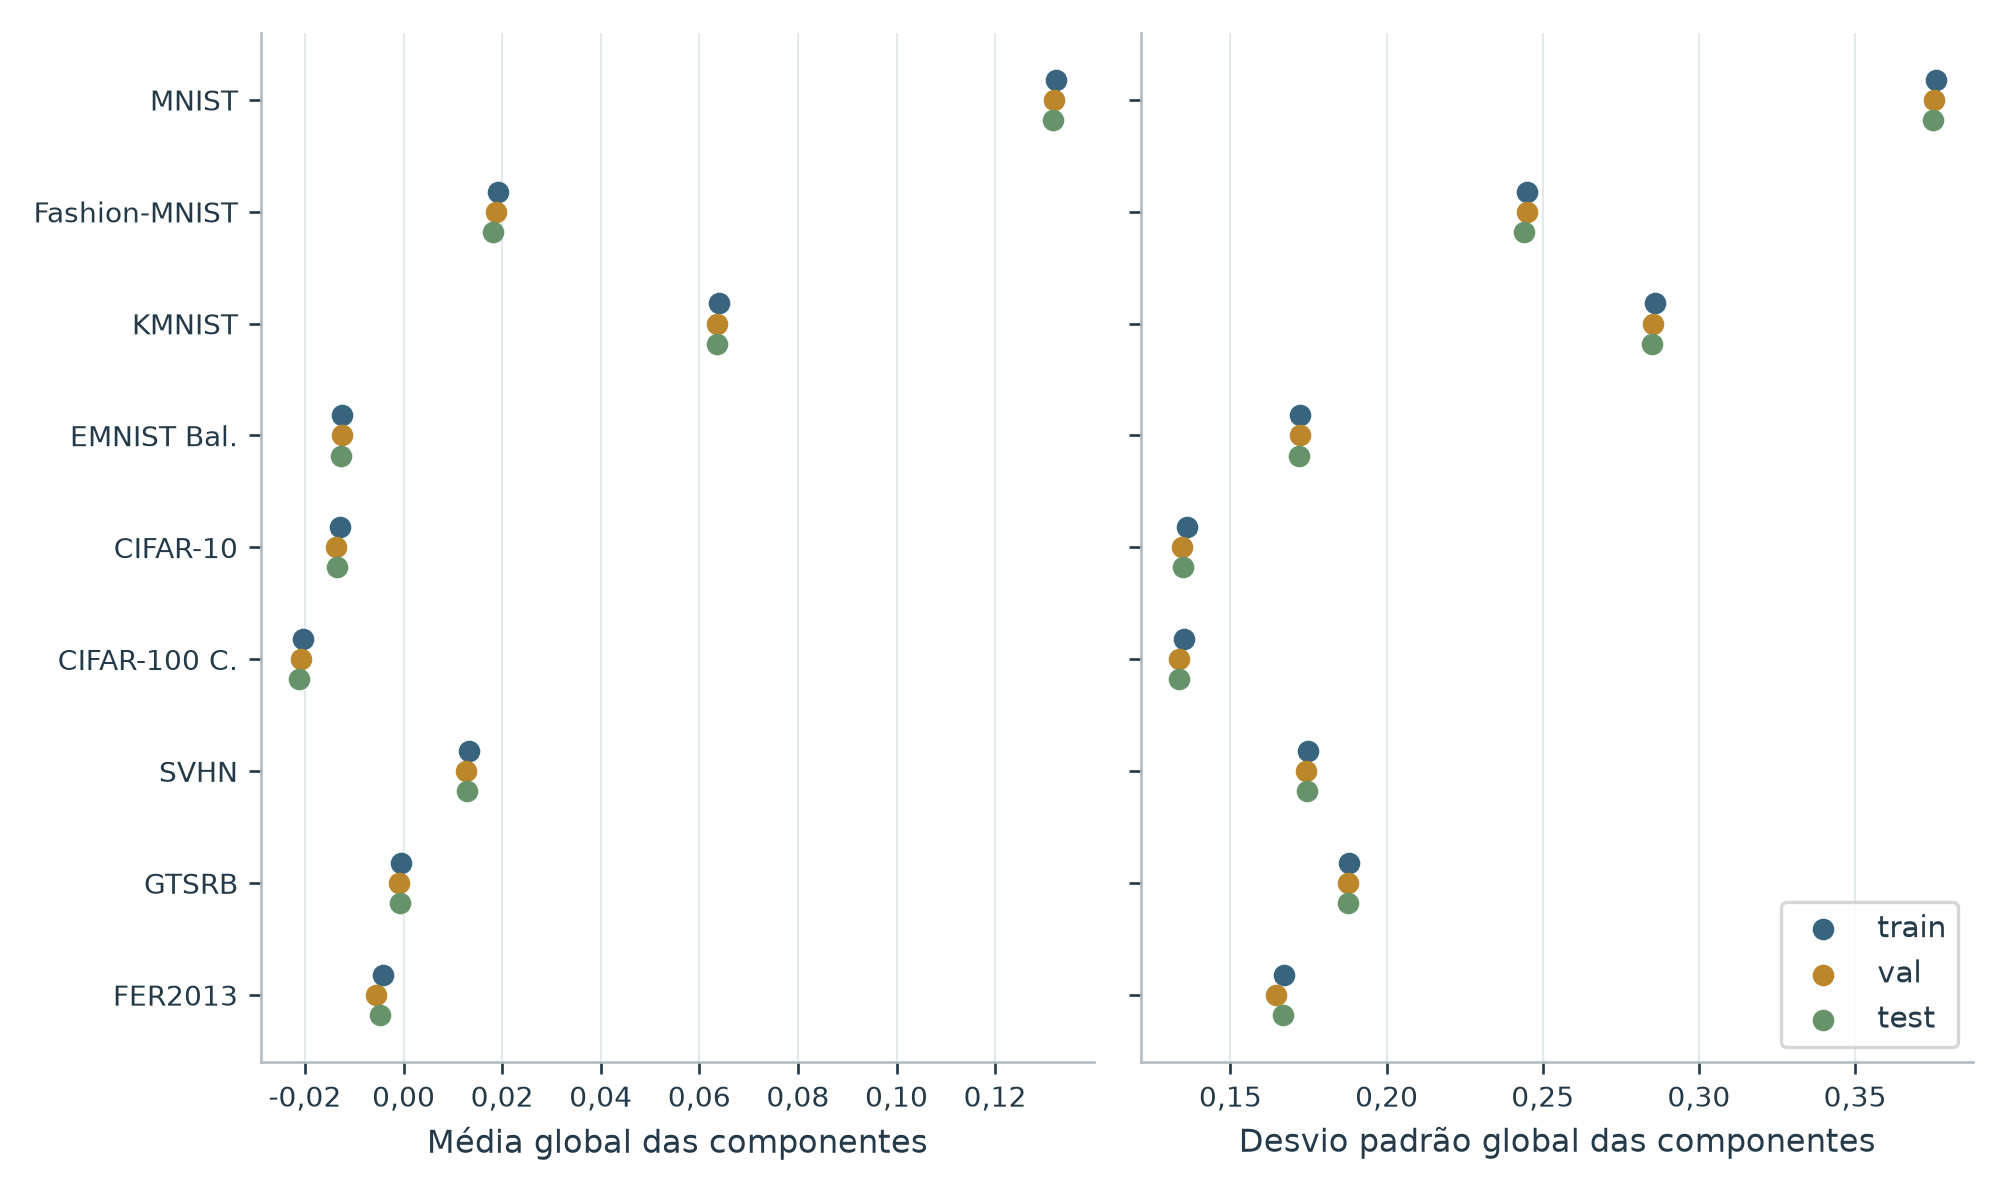 MNIST
Fashion-MNIST
KMNIST
EMNIST Bal.
CIFAR-10
CIFAR-100 C.
SVHN
GTSRB
FER2013
-0,02 0,00 0,02 0,04 0,06 0,08 0,10 0,12
Média global das componentes
0,15 0,20 0,25 0,30 0,35
Desvio padrão global das componentes
train
val
test